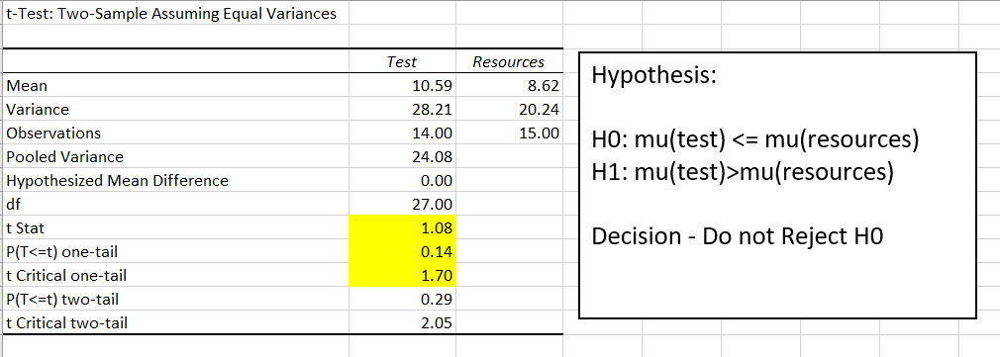 t-Test: Two-Sample Assuming Equal Variances
Test Resources
Mean 10.59 8.62
Variance 28.21 20.24
Observations 14.00 15.00
Pooled Variance 24.08
Hypothesized Mean Difference 0.00
df 27.00
t Stat 1.08
P(T<=t) one-tail 0.14
t Critical one-tail 1.70
P(T<=t) two-tail 0.29
t Critical two-tail 2.05
Hypothesis:
H0: mu(test) <= mu(resources)
H1: mu(test)>mu(resources)
Decision - Do not Reject H0